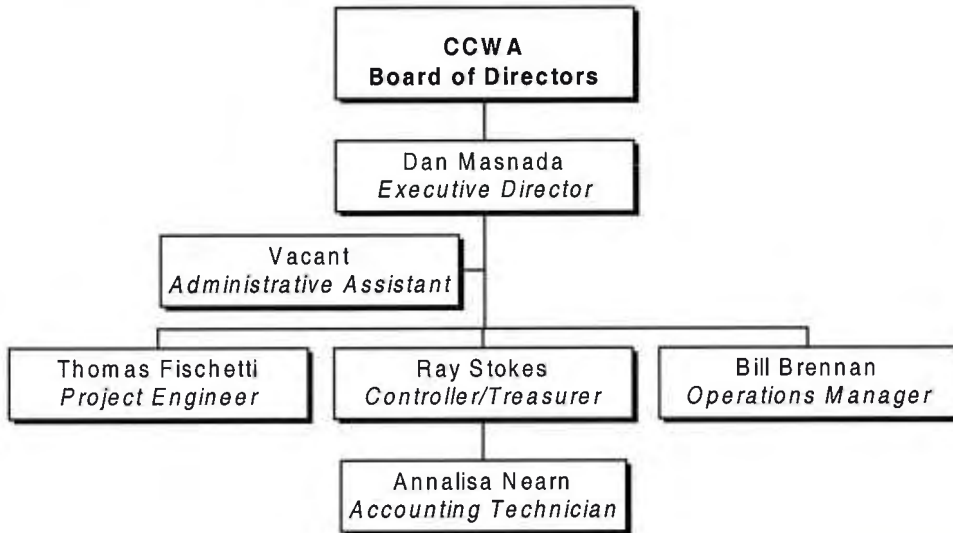 CCWA
Board of Directors
Dan Masnada
Executive Director
Vacant
Administrative Assistant
Thomas Fischetti
Project Engineer
Ray Stokes
Controller/Treasurer
Bill Brennan
Operations Manager
Annalisa Nearn
Accounting Technician